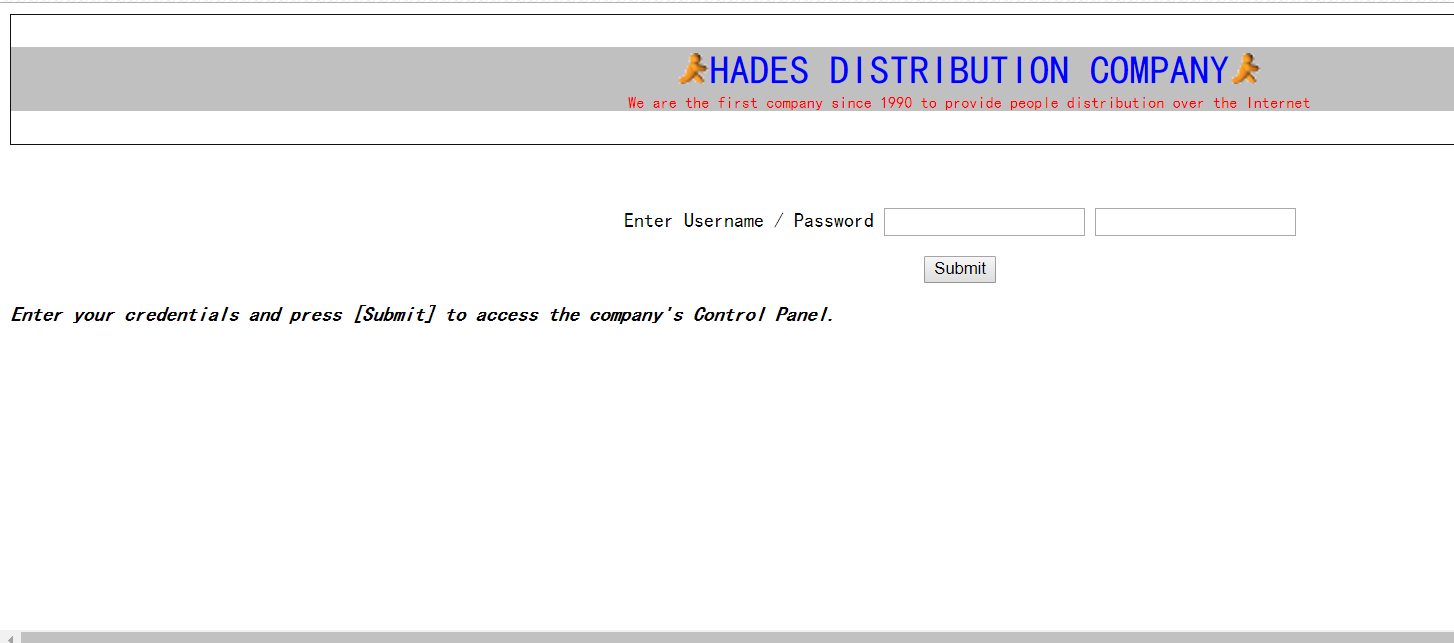 HADES DISTRIBUTION COMPANY
We are the first company since 1990 to provide people distribution over the Internet
Enter Username / Password
Submit
Enter your credentials and press [Submit] to access the company's Control Panel.